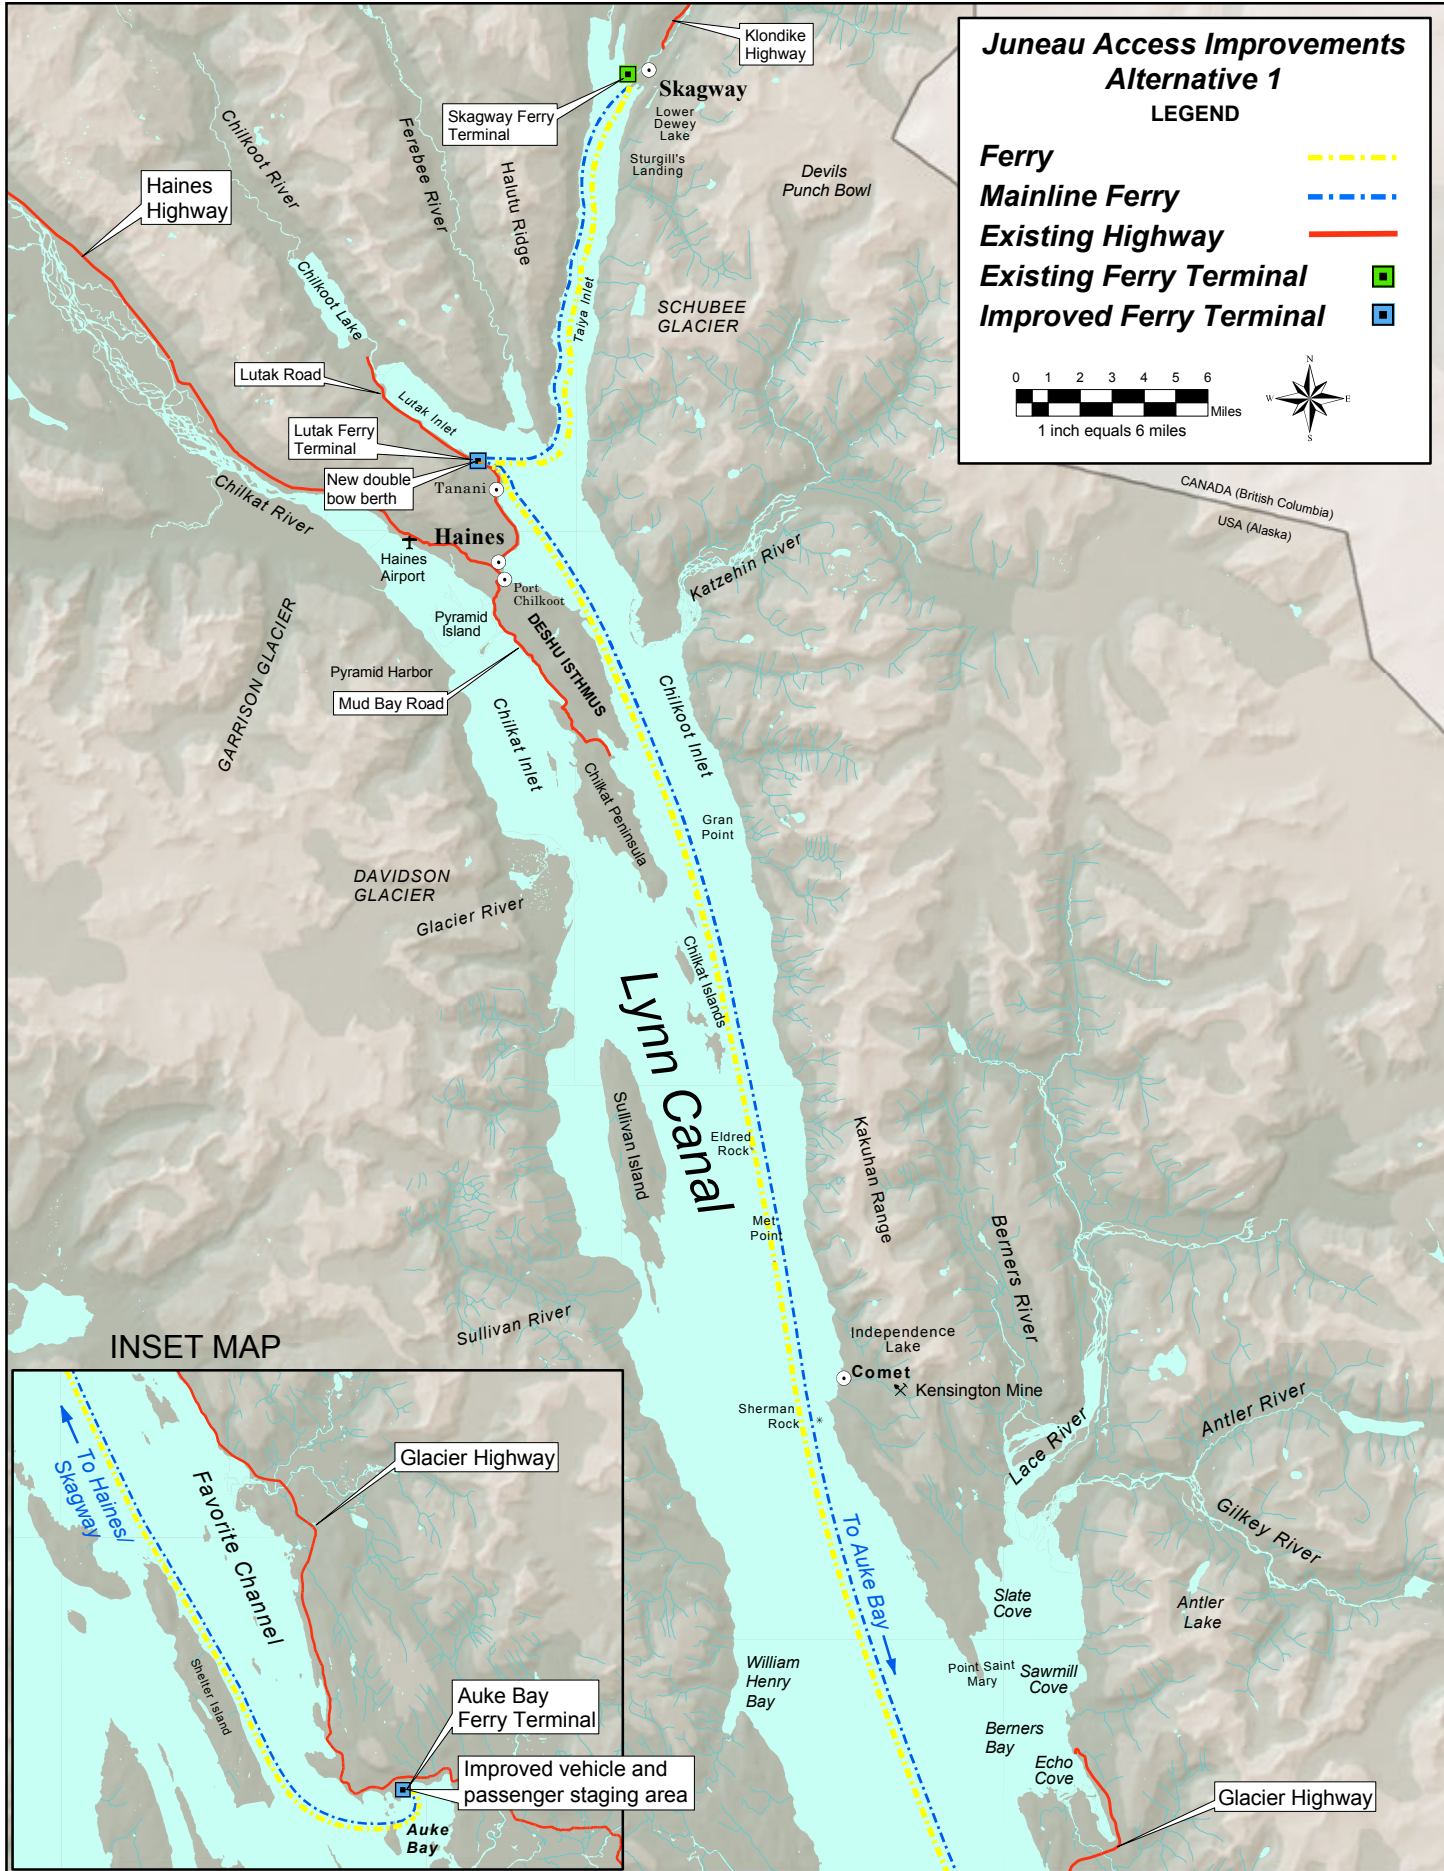 Juneau Access Improvements
Alternative 1
LEGEND
Ferry
Mainline Ferry
Existing Highway
Existing Ferry Terminal
Improved Ferry Terminal
0 1 2 3 4 5 6
Miles
1 inch equals 6 miles
N
W
E
S
Klondike
Highway
Skagway
Skagway Ferry
Terminal
Lower
Dewey
Lake
Sturgill's
Landing
Devils
Punch Bowl
Chilkoot River
Ferebee River
Halutu Ridge
Haines
Highway
Chilkoot Lake
Taiya Inlet
SCHUBEE
GLACIER
Lutak Road
Lutak Inlet
Lutak Ferry
Terminal
New double
bow berth
Tanani
Chilkat River
Haines
Haines
Airport
Port
Chilkoot
Katzehin River
CANADA (British Columbia)
USA (Alaska)
Pyramid
Island
DESHU ISTHMUS
GARRISON GLACIER
Pyramid Harbor
Mud Bay Road
Chilkat Inlet
Chilkoot Inlet
Chilkat Peninsula
Gran
Point
DAVIDSON
GLACIER
Glacier River
Chilkat Islands
Lynn Canal
Sullivan Island
Eldred
Rock
Kakuhan Range
Met
Point
Berners River
Sullivan River
Independence
Lake
Comet
Kensington Mine
Sherman
Rock
Lace River
Antler River
Gilkey River
To Auke Bay
Slate
Cove
Antler
Lake
William
Henry
Bay
Point Saint
Mary
Sawmill
Cove
Berners
Bay
Echo
Cove
Glacier Highway
INSET MAP
To Haines/
Skagway
Favorite Channel
Glacier Highway
Shelter Island
Auke Bay
Ferry Terminal
Improved vehicle and
passenger staging area
Auke
Bay